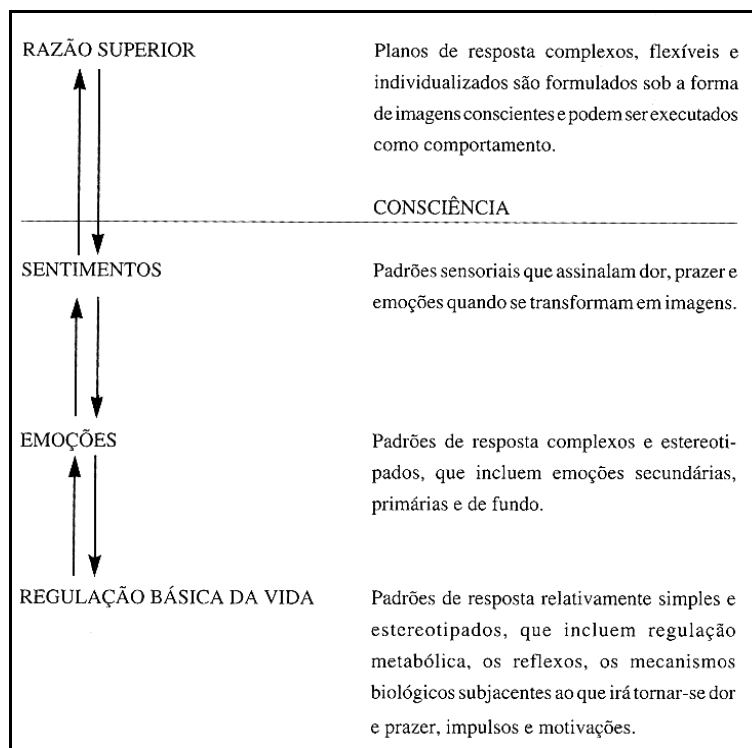 RAZÃO SUPERIOR
Planos de resposta complexos, flexíveis e
individualizados são formulados sob a forma
de imagens conscientes e podem ser executados
como comportamento.
CONSCIÊNCIA
SENTIMENTOS
Padrões sensoriais que assinalam dor, prazer e
emoções quando se transformam em imagens.
EMOÇÕES
Padrões de resposta complexos e estereoti-
pados, que incluem emoções secundárias,
primárias e de fundo.
REGULAÇÃO BÁSICA DA VIDA
Padrões de resposta relativamente simples e
estereotipados, que incluem regulação
metabólica, os reflexos, os mecanismos
biológicos subjacentes ao que irá tornar-se dor
e prazer, impulsos e motivações.